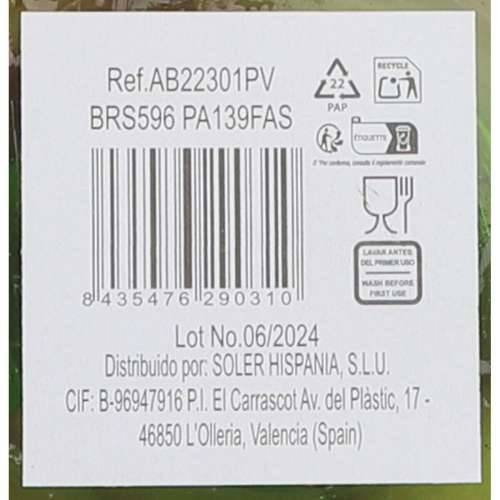 Ref.AB22301PV
BRS596 PA139FAS
22
PAP
RECYCLE
ÉTIQUETTE
LAVAR ANTES
DEL PRIMER USO
WASH BEFORE
FIRST USE
8 435476 290310
Lot No.06/2024
Distribuido por: SOLER HISPANIA, S.L.U.
CIF: B-96947916 P.I. El Carrascot Av. del Plàstic, 17 -
46850 L'Olleria, Valencia (Spain)